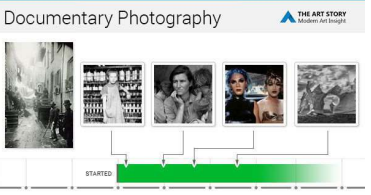 Documentary Photography
THE ART STORY
Modern Art Insight
STARTED